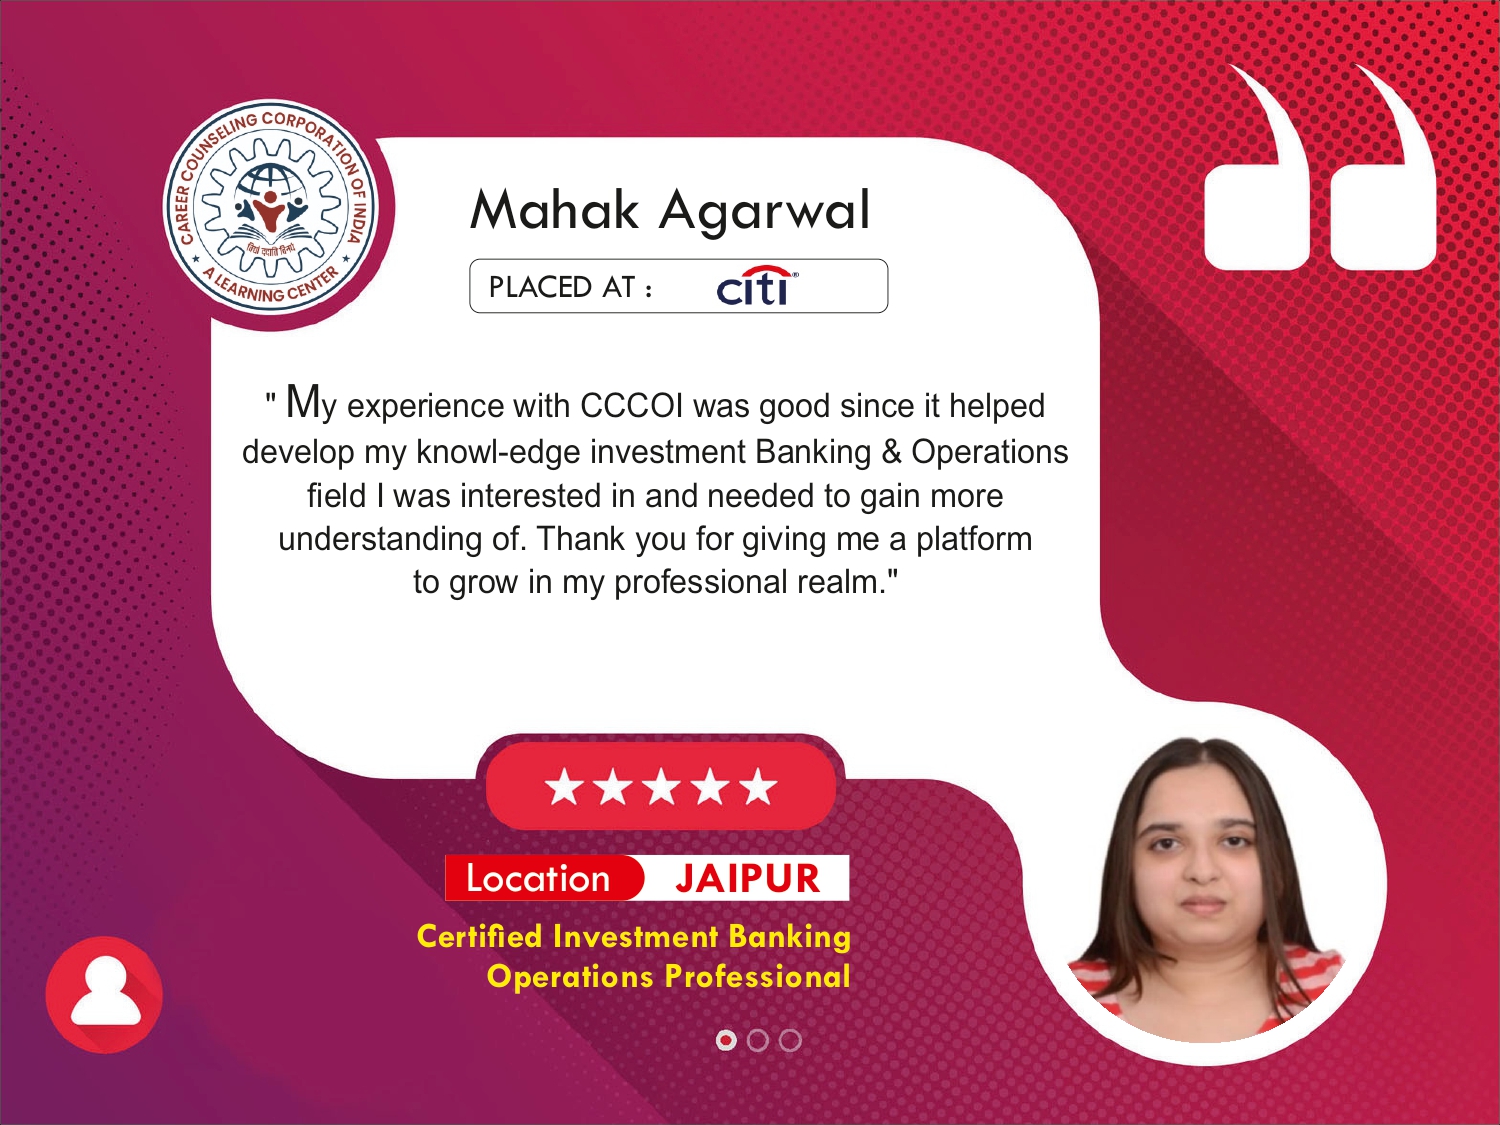 CAREER COUNSELING CORPORATION OF INDIA
★ A LEARNING CENTER ★
विद्यां ददाति विनयं
Mahak Agarwal
PLACED AT :
citi®
" My experience with CCCOI was good since it helped
develop my knowl-edge investment Banking & Operations
field I was interested in and needed to gain more
understanding of. Thank you for giving me a platform
to grow in my professional realm."
Location
JAIPUR
Certified Investment Banking
Operations Professional